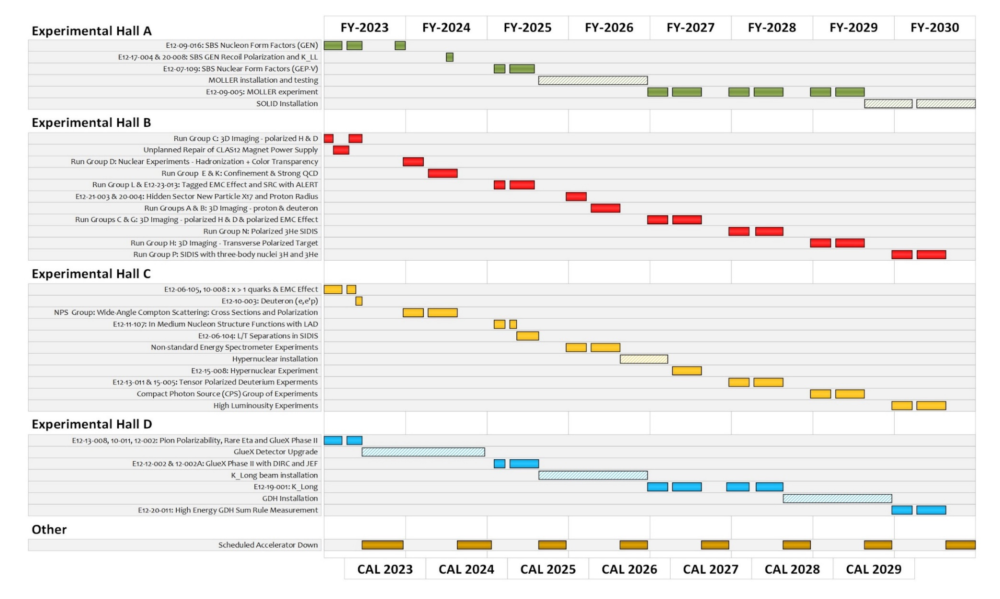 FY-2023 FY-2024 FY-2025 FY-2026 FY-2027 FY-2028 FY-2029 FY-2030
Experimental Hall A
E12-09-016: SBS Nucleon Form Factors (GEN)
E12-17-004 & 20-008: SBS GEN Recoil Polarization and K_LL
E12-07-109: SBS Nuclear Form Factors (GEP-V)
MOLLER installation and testing
E12-09-005: MOLLER experiment
SOLID Installation
Experimental Hall B
Run Group C: 3D Imaging - polarized H & D
Unplanned Repair of CLAS12 Magnet Power Supply
Run Group D: Nuclear Experiments - Hadronization + Color Transparency
Run Group E & K: Confinement & Strong QCD
Run Group L & E12-23-013: Tagged EMC Effect and SRC with ALERT
E12-21-003 & 20-004: Hidden Sector New Particle X17 and Proton Radius
Run Groups A & B: 3D Imaging - proton & deuteron
Run Groups C & G: 3D Imaging - polarized H & D & polarized EMC Effect
Run Group N: Polarized 3He SIDIS
Run Group H: 3D Imaging - Transverse Polarized Target
Run Group P: SIDIS with three-body nuclei 3H and 3He
Experimental Hall C
E12-06-105, 10-008 : x > 1 quarks & EMC Effect
E12-10-003: Deuteron (e,e'p)
NPS Group: Wide-Angle Compton Scattering: Cross Sections and Polarization
E12-11-107: In Medium Nucleon Structure Functions with LAD
E12-06-104: L/T Separations in SIDIS
Non-standard Energy Spectrometer Experiments
Hypernuclear installation
E12-15-008: Hypernuclear Experiment
E12-13-011 & 15-005: Tensor Polarized Deuterium Experments
Compact Photon Source (CPS) Group of Experiments
High Luminousity Experiments
Experimental Hall D
E12-13-008, 10-011, 12-002: Pion Polarizability, Rare Eta and GlueX Phase II
GlueX Detector Upgrade
E12-12-002 & 12-002A: GlueX Phase II with DIRC and JEF
K_Long beam installation
E12-19-001: K_Long
GDH Installation
E12-20-011: High Energy GDH Sum Rule Measurement
Other
Scheduled Accelerator Down
CAL 2023 CAL 2024 CAL 2025 CAL 2026 CAL 2027 CAL 2028 CAL 2029